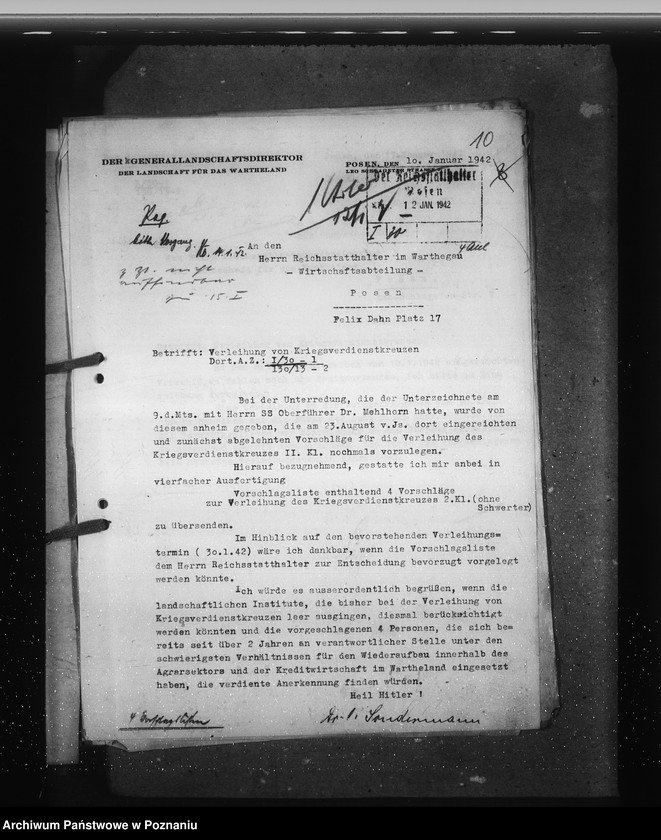 10
DER GENERALLANDSCHAFTSDIREKTOR
DER LANDSCHAFT FÜR DAS WARTHELAND
POSEN, DEN 1o. Januar 1942
Der Reichsstatthalter
Posen
1 2 JAN. 1942
I
An den
Herrn Reichsstatthalter im Warthegau
- Wirtschaftsabteilung -
P o s e n
Felix Dahn Platz 17
Betrifft: Verleihung von Kriegsverdienstkreuzen
Dort.A.Z.: I/3o - 1
13o/13 - 2
Bei der Unterredung, die der Unterzeichnete am
9.d.Mts. mit Herrn SS Oberführer Dr. Mehlhorn hatte, wurde von
diesem anheim gegeben, die am 23.August v.Js. dort eingereichten
und zunächst abgelehnten Vorschläge für die Verleihung des
Kriegsverdienstkreuzes II. Kl. nochmals vorzulegen.
Hierauf bezugnehmend, gestatte ich mir anbei in
vierfacher Ausfertigung
Vorschlagsliste enthaltend 4 Vorschläge
zur Verleihung des Kriegsverdienstkreuzes 2.Kl.(ohne
Schwerter)
zu übersenden.
Im Hinblick auf den bevorstehenden Verleihungs=
termin ( 3o.1.42) wäre ich dankbar, wenn die Vorschlagsliste
dem Herrn Reichsstatthalter zur Entscheidung bevorzugt vorgelegt
werden könnte.
Ich würde es ausserordentlich begrüßen, wenn die
landschaftlichen Institute, die bisher bei der Verleihung von
Kriegsverdienstkreuzen leer ausgingen, diesmal berücksichtigt
werden könnten und die vorgeschlagenen 4 Personen, die sich be=
reits seit über 2 Jahren an verantwortlicher Stelle unter den
schwierigsten Verhältnissen für den Wiederaufbau innerhalb des
Agrarsektors und der Kreditwirtschaft im Wartheland eingesetzt
haben, die verdiente Anerkennung finden würden.
Heil Hitler !
Dr. Sondermann
4 Vorschlagslisten
Archiwum Państwowe w Poznaniu